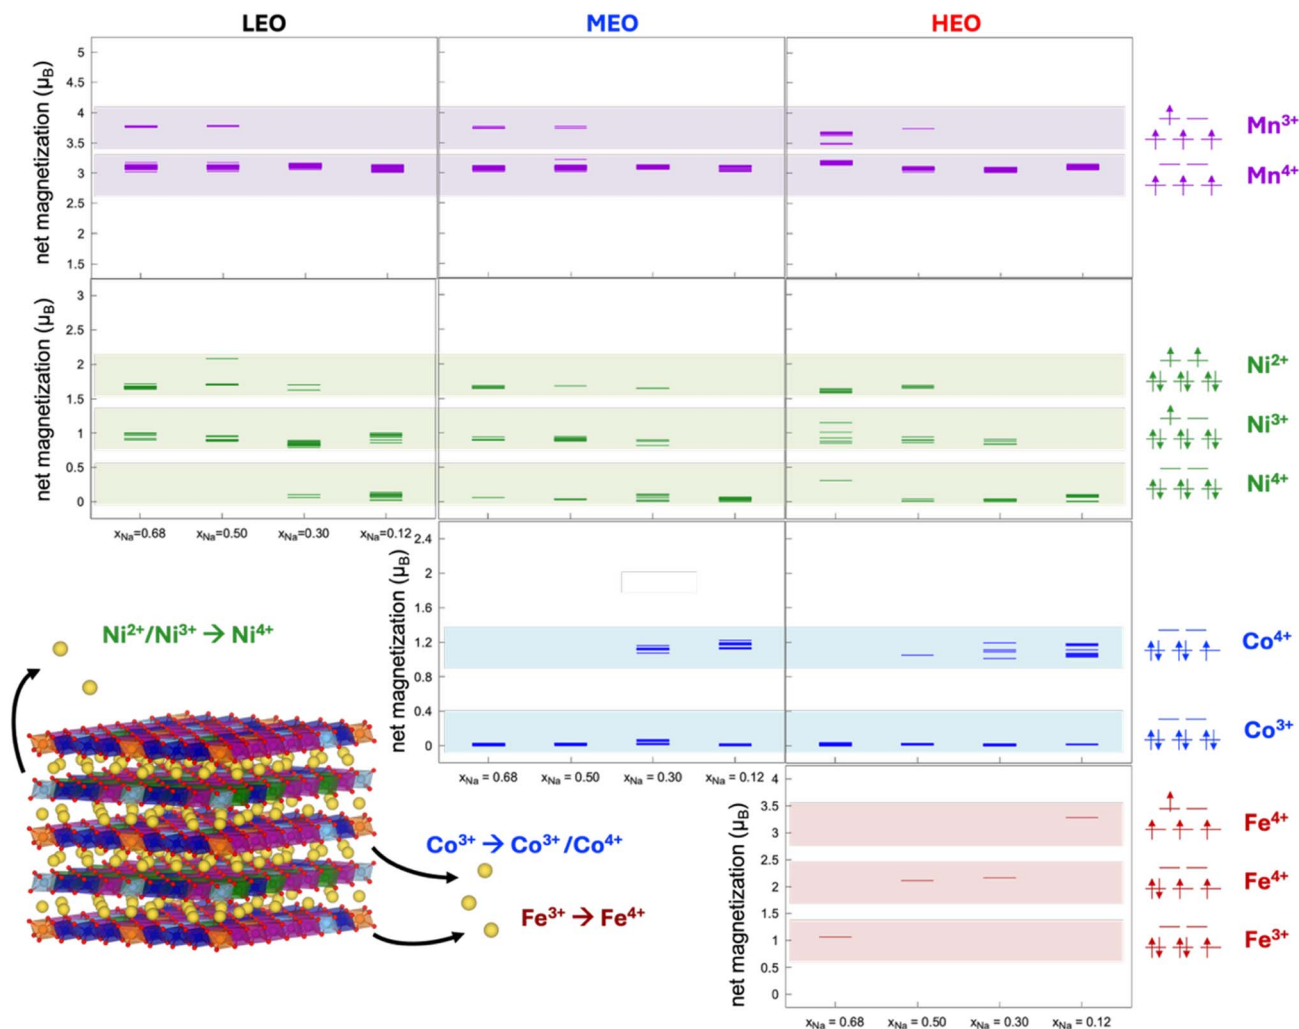 LEO
MEO
HEO
net magnetization (μB)
5
4.5
4
3.5
3
2.5
2
1.5
Mn3+
Mn4+
net magnetization (μB)
3
2.5
2
1.5
1
0.5
0
Ni2+
Ni3+
Ni4+
xNa=0.68
xNa=0.50
xNa=0.30
xNa=0.12
net magnetization (μB)
2.4
2
1.6
1.2
0.8
0.4
0
Co4+
Co3+
xNa = 0.68
xNa = 0.50
xNa = 0.30
xNa = 0.12
Ni2+/Ni3+ → Ni4+
Co3+ → Co3+/Co4+
Fe3+ → Fe4+
net magnetization (μB)
4
3.5
3
2.5
2
1.5
1
0.5
0
Fe4+
Fe4+
Fe3+
xNa = 0.68
xNa = 0.50
xNa = 0.30
xNa = 0.12